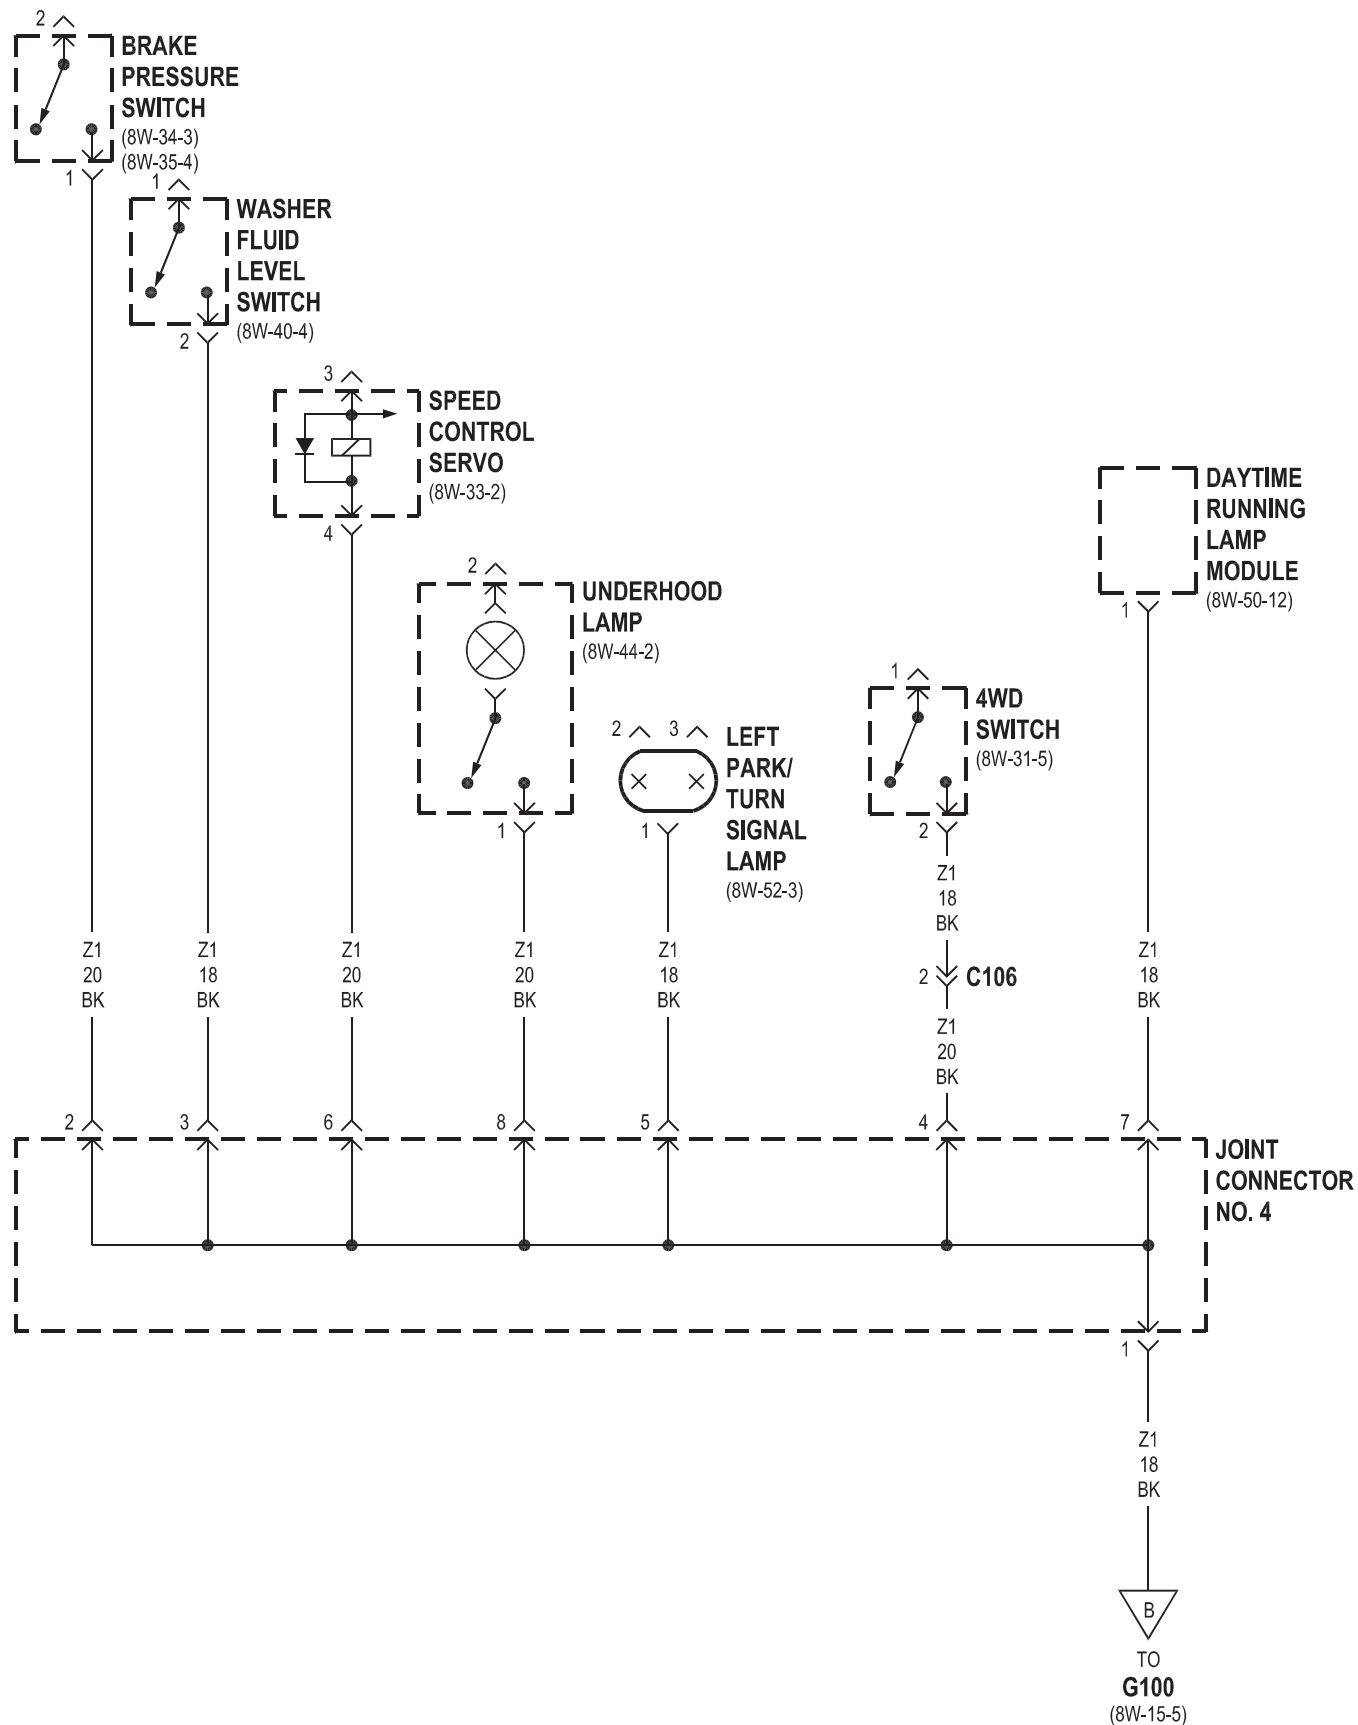 2
BRAKE
PRESSURE
SWITCH
(8W-34-3)
(8W-35-4)
1
1
WASHER
FLUID
LEVEL
SWITCH
(8W-40-4)
2
3
SPEED
CONTROL
SERVO
(8W-33-2)
4
DAYTIME
RUNNING
LAMP
MODULE
(8W-50-12)
1
2
UNDERHOOD
LAMP
(8W-44-2)
1
2 3
LEFT
PARK/
TURN
SIGNAL
LAMP
(8W-52-3)
1
1
4WD
SWITCH
(8W-31-5)
2
Z1
18
BK
2 C106
Z1
20
BK
Z1 Z1 Z1 Z1 Z1 Z1
20 18 20 20 18 18
BK BK BK BK BK BK
2 3 6 8 5 4 7
JOINT
CONNECTOR
NO. 4
1
Z1
18
BK
B
TO
G100
(8W-15-5)